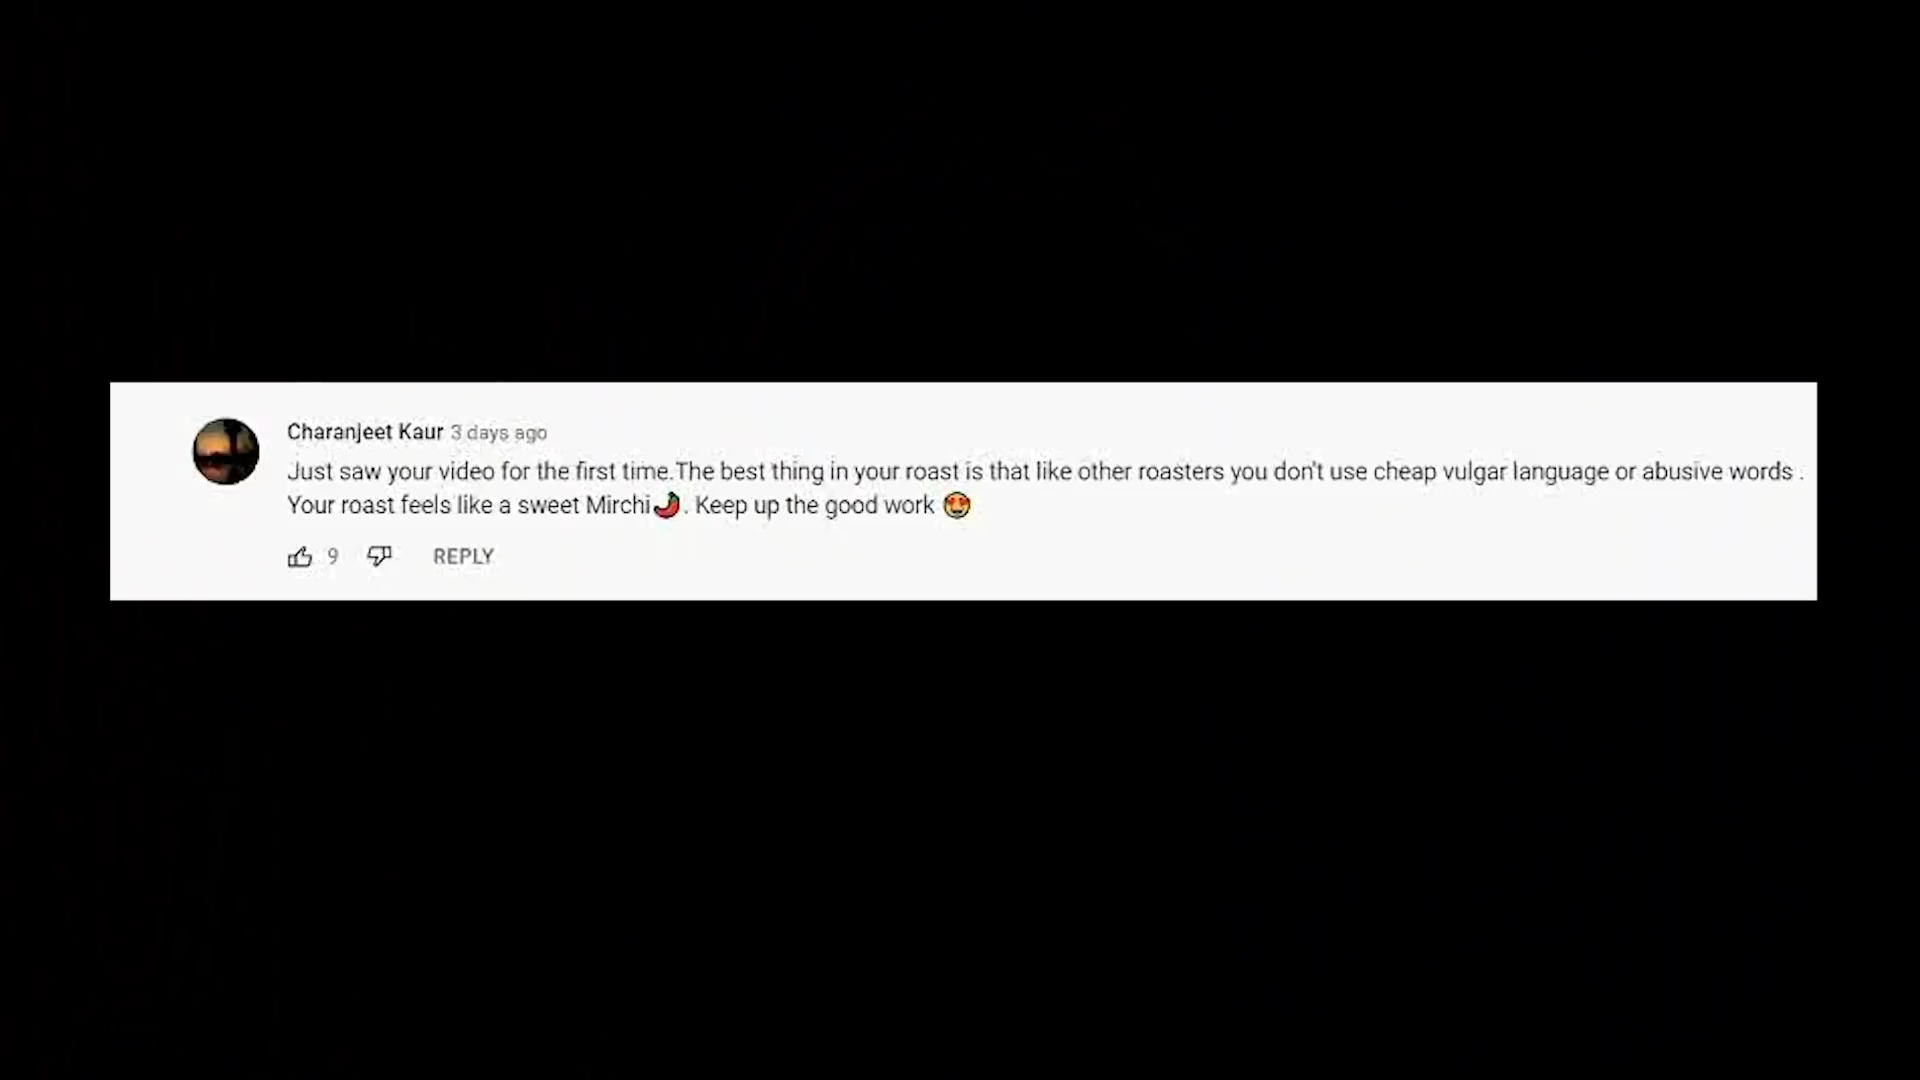 Charanjeet Kaur 3 days ago
Just saw your video for the first time.The best thing in your roast is that like other roasters you don't use cheap vulgar language or abusive words .
Your roast feels like a sweet Mirchi🌶️. Keep up the good work 😍
9 REPLY